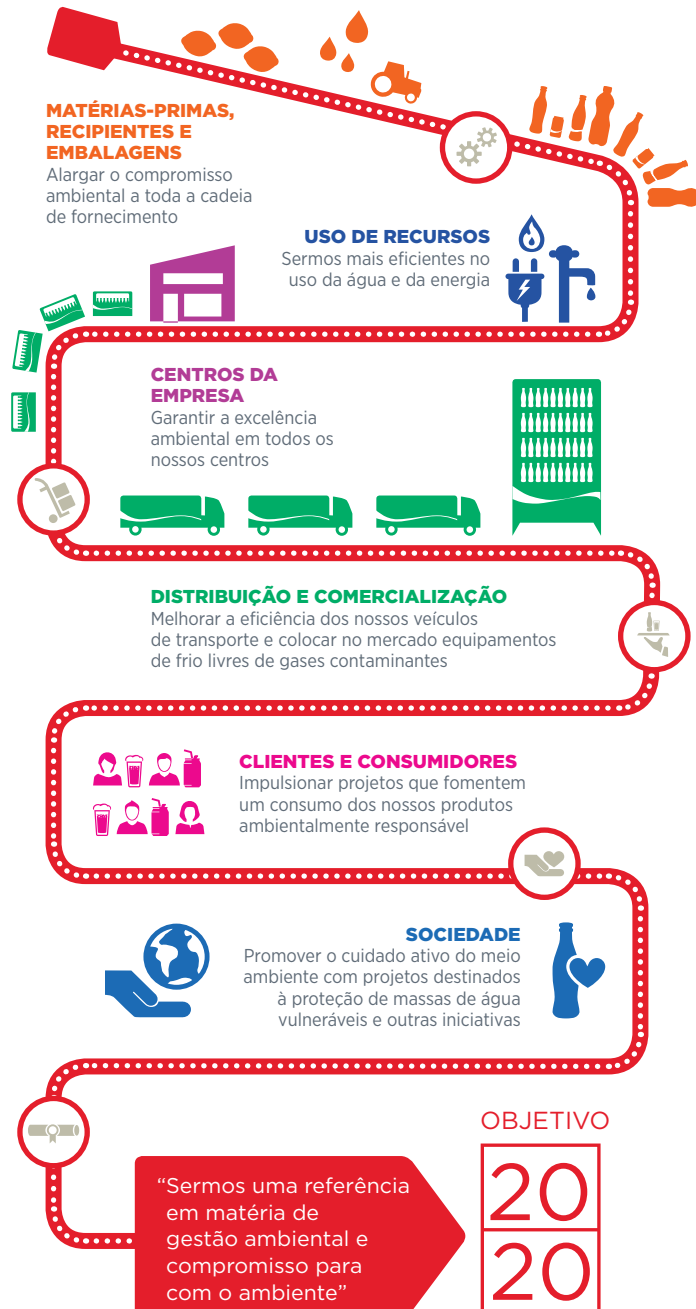 MATÉRIAS-PRIMAS,
RECIPIENTES E
EMBALAGENS
Alargar o compromisso
ambiental a toda a cadeia
de fornecimento
USO DE RECURSOS
Sermos mais eficientes no
uso da água e da energia
CENTROS DA
EMPRESA
Garantir a excelência
ambiental em todos os
nossos centros
DISTRIBUIÇÃO E COMERCIALIZAÇÃO
Melhorar a eficiência dos nossos veículos
de transporte e colocar no mercado equipamentos
de frio livres de gases contaminantes
CLIENTES E CONSUMIDORES
Impulsionar projetos que fomentem
um consumo dos nossos produtos
ambientalmente responsável
SOCIEDADE
Promover o cuidado ativo do meio
ambiente com projetos destinados
à proteção de massas de água
vulneráveis e outras iniciativas
“Sermos uma referência
em matéria de
gestão ambiental e
compromisso para
com o ambiente”
OBJETIVO
20
20